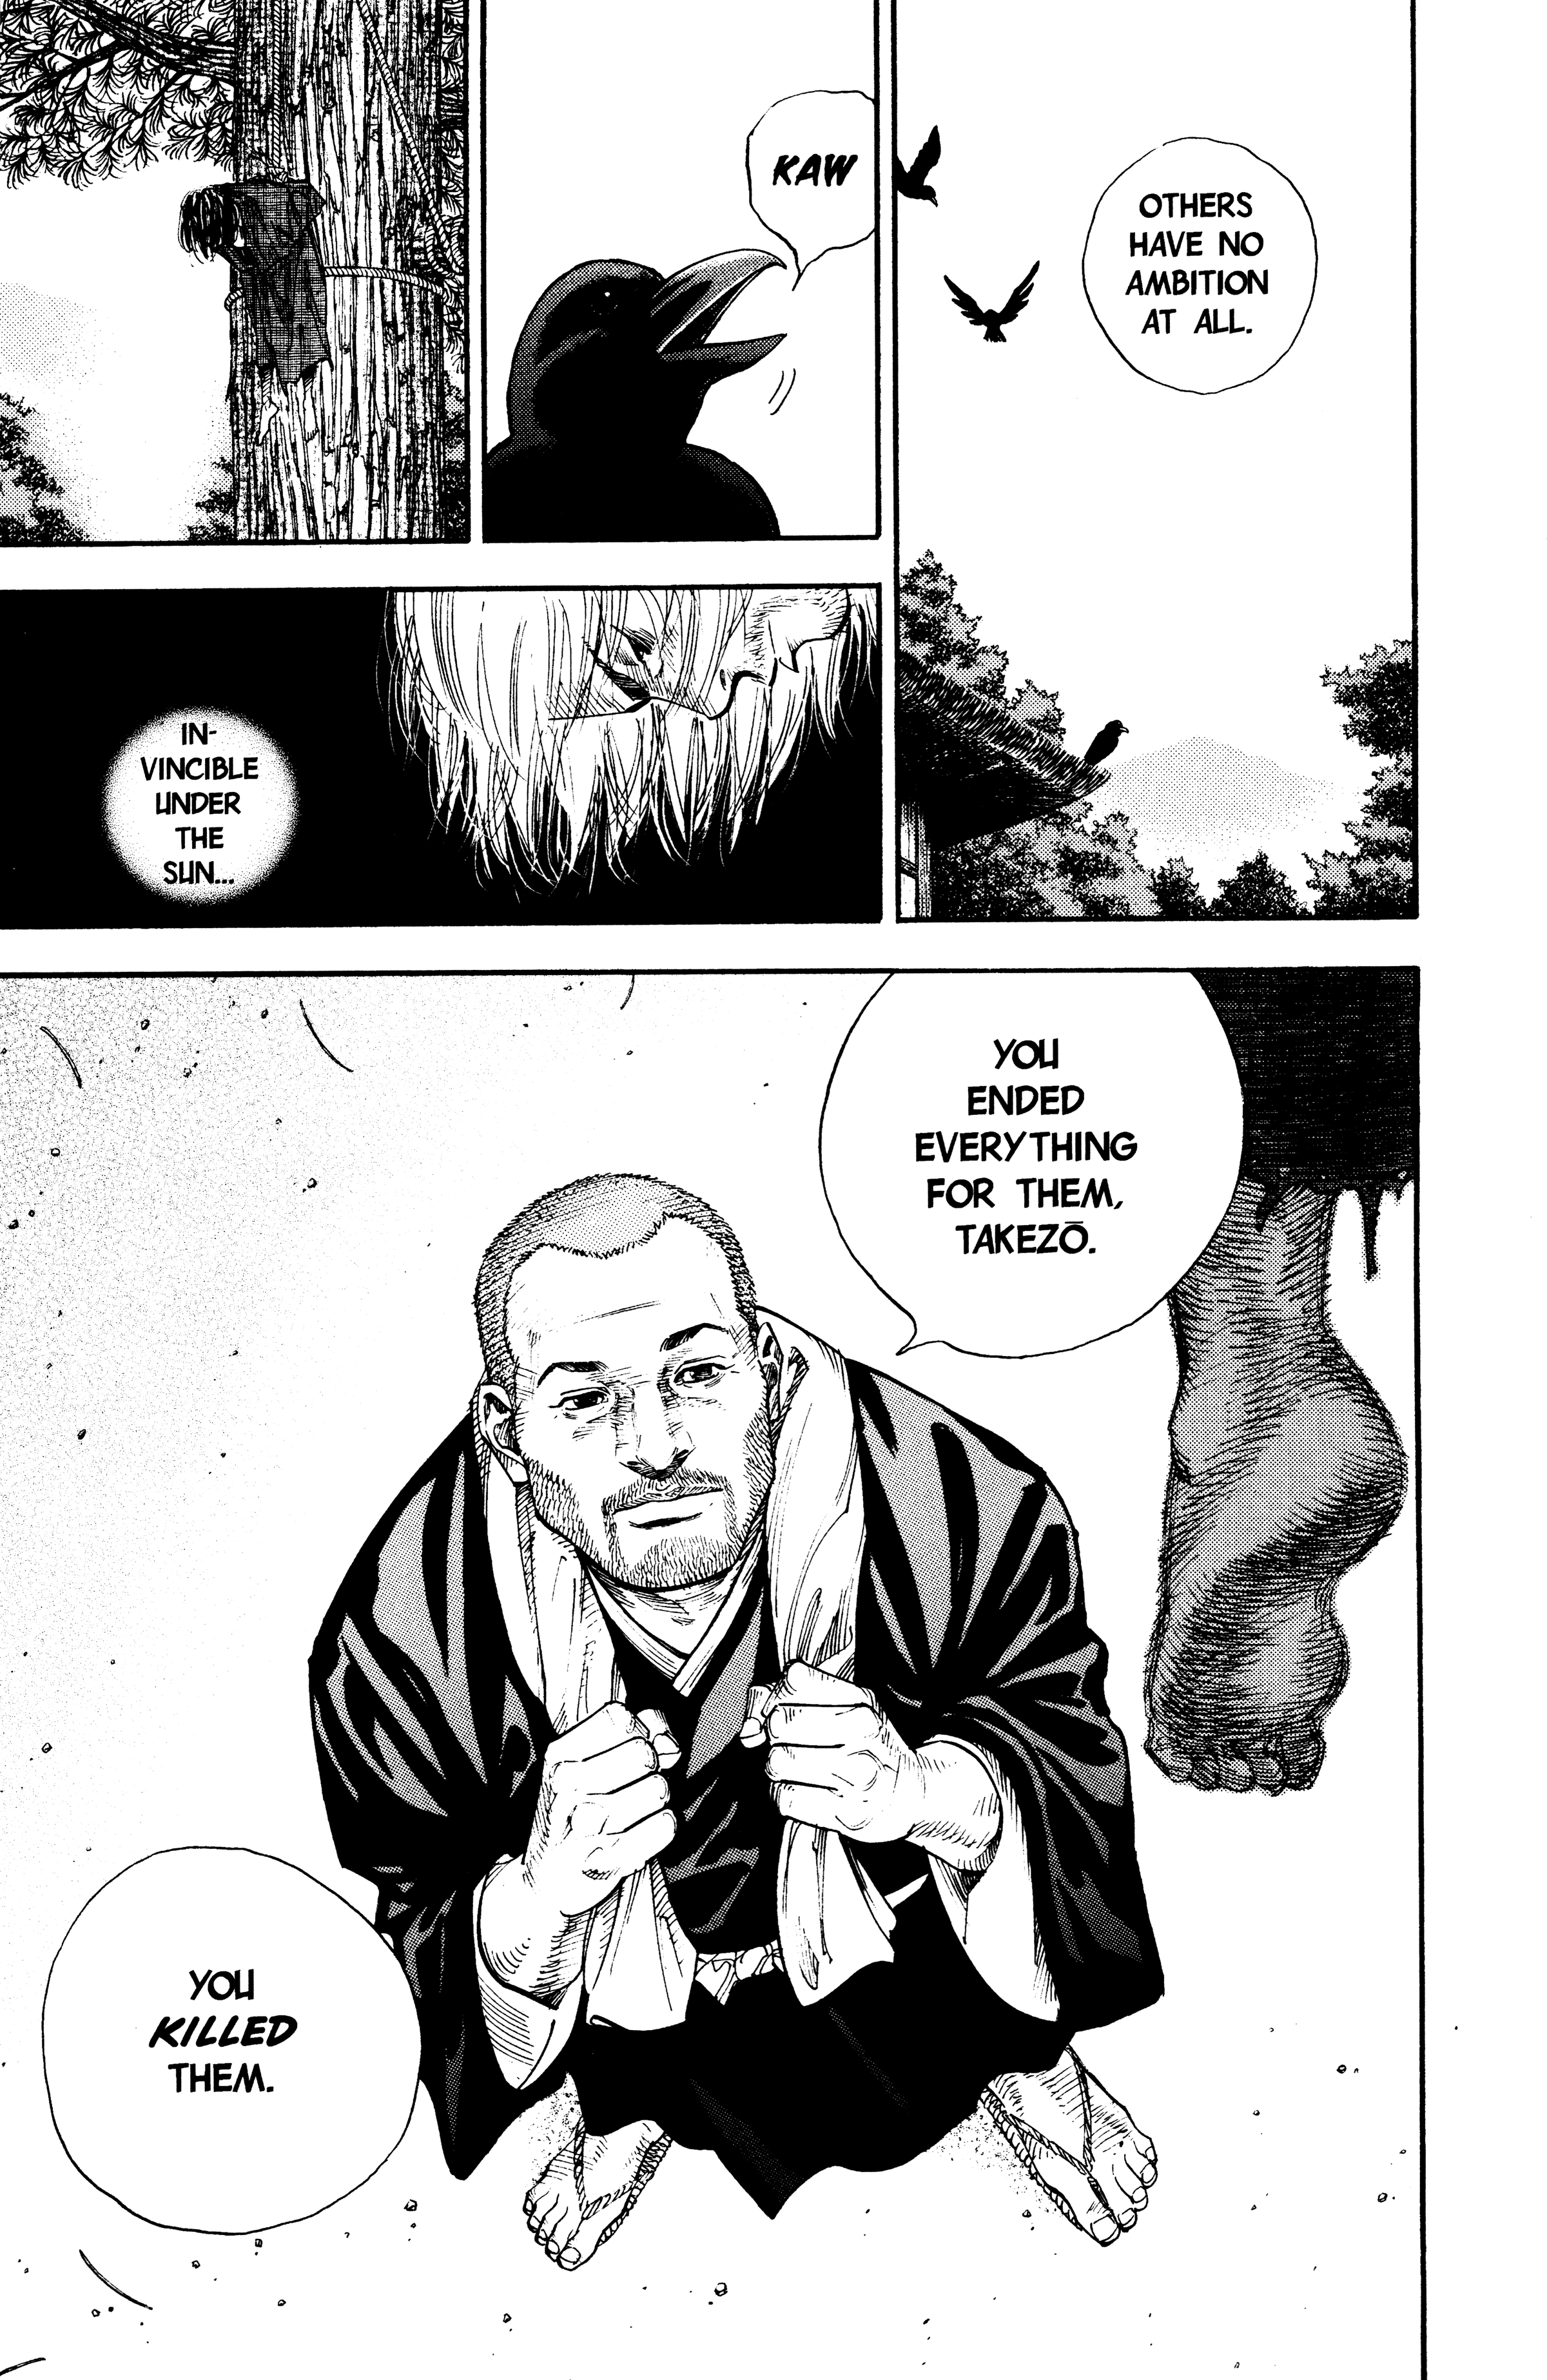 OTHERS
HAVE NO
AMBITION
AT ALL.
KAW
IN-
VINCIBLE
UNDER
THE
SUN...
YOU
ENDED
EVERYTHING
FOR THEM,
TAKEZŌ.
YOU
KILLED
THEM.